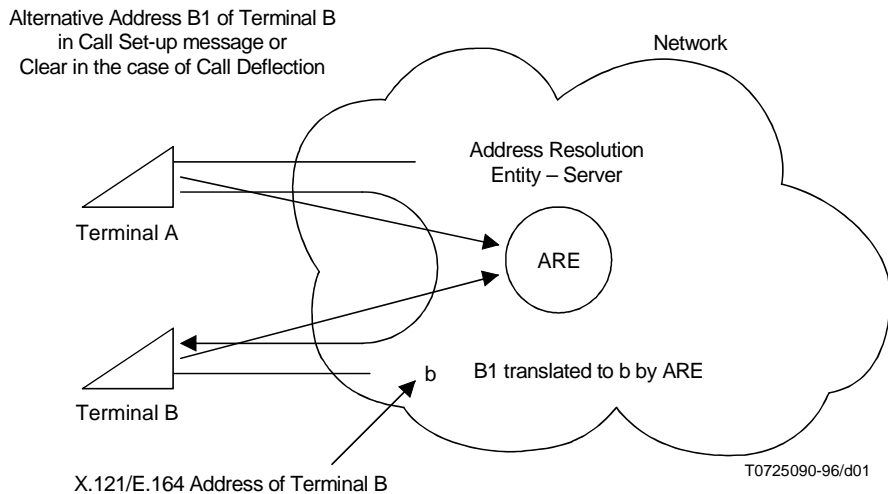 Alternative Address B1 of Terminal B
in Call Set-up message or
Clear in the case of Call Deflection
Network
Address Resolution
Entity – Server
Terminal A
ARE
b
B1 translated to b by ARE
Terminal B
T0725090-96/d01
X.121/E.164 Address of Terminal B